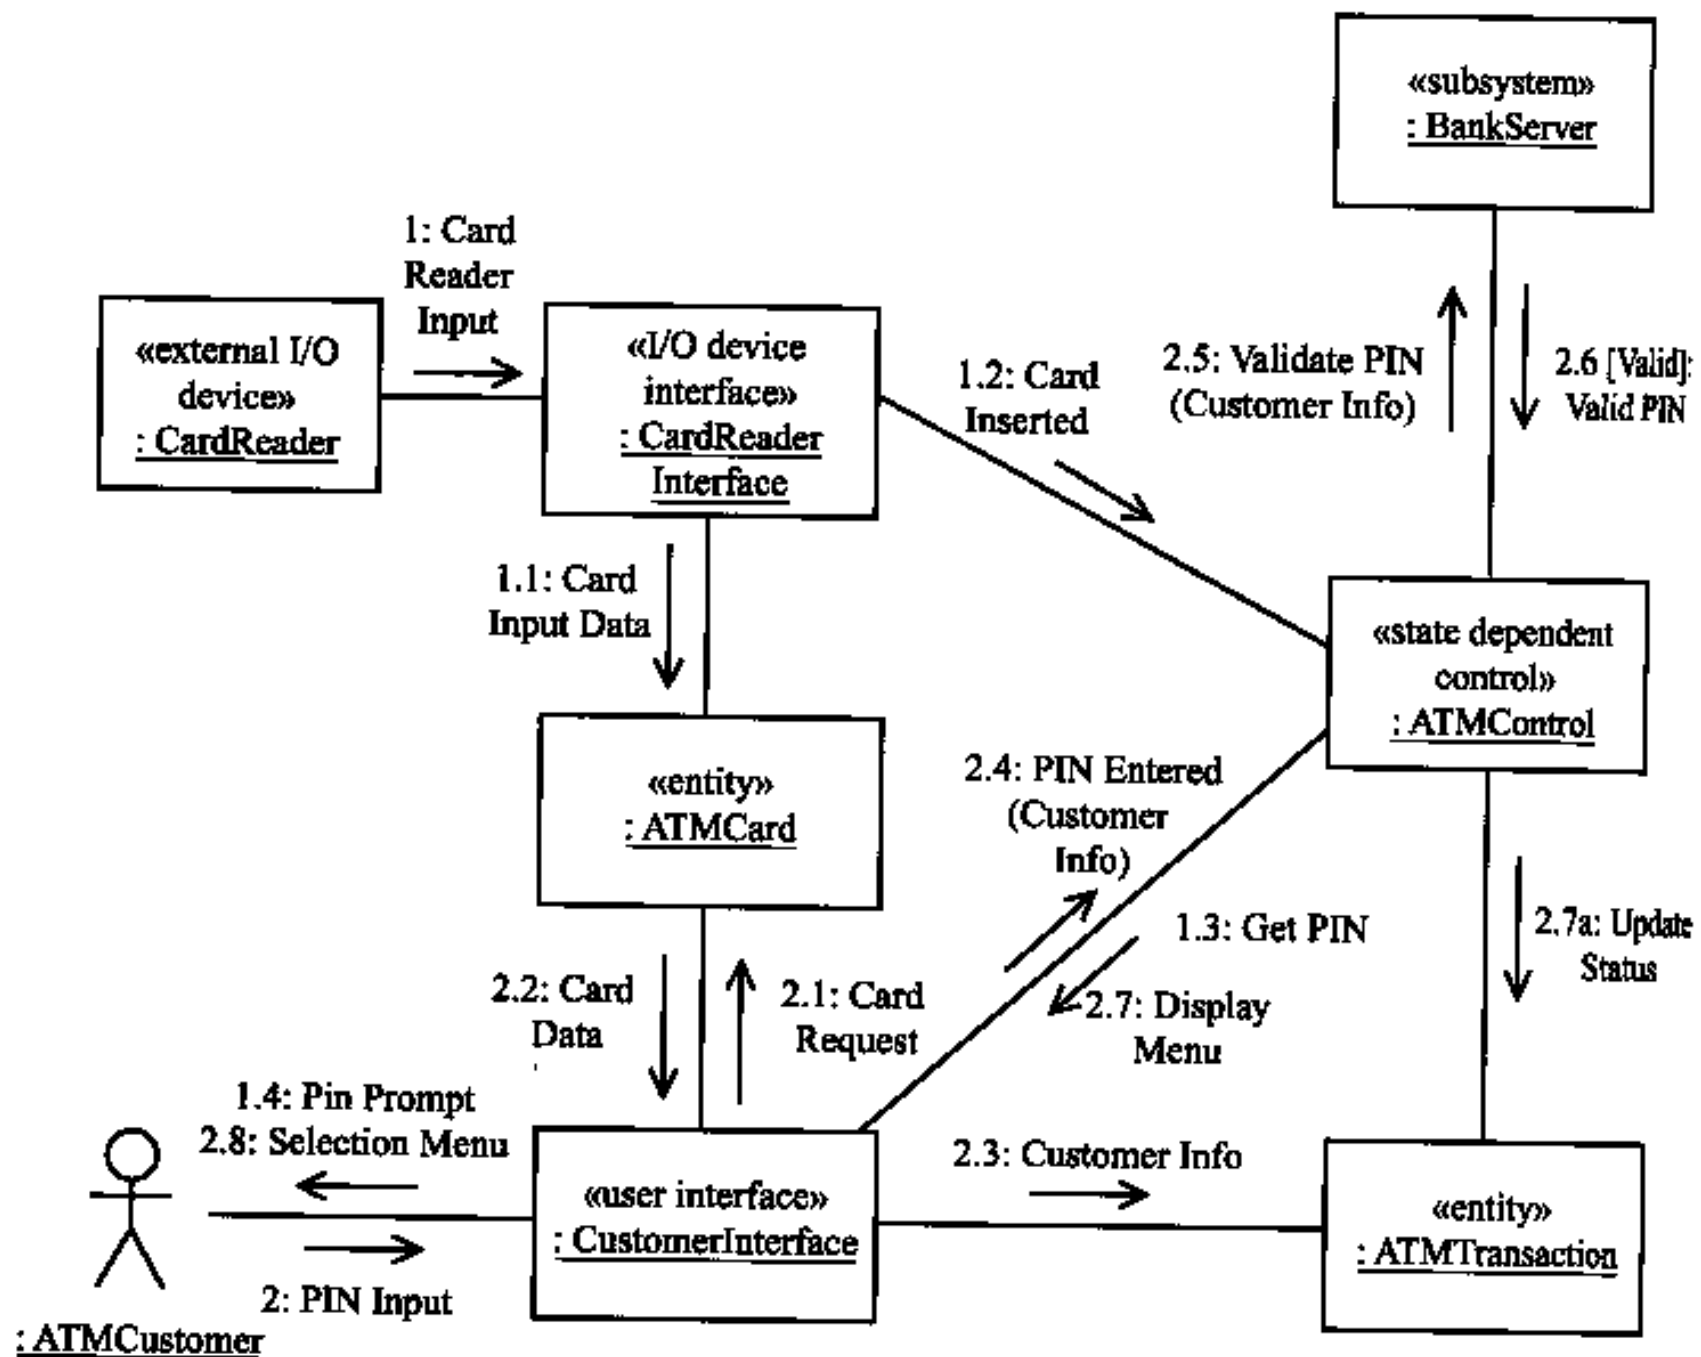 «subsystem»
: BankServer
1: Card
Reader
Input
«external I/O
device»
: CardReader
«I/O device
interface»
: CardReader
Interface
1.2: Card
Inserted
2.5: Validate PIN
(Customer Info)
2.6 [Valid]:
Valid PIN
1.1: Card
Input Data
«state dependent
control»
: ATMControl
«entity»
: ATMCard
2.4: PIN Entered
(Customer
Info)
1.3: Get PIN
2.7: Display
Menu
2.7a: Update
Status
2.2: Card
Data
2.1: Card
Request
1.4: Pin Prompt
2.8: Selection Menu
2: PIN Input
: ATMCustomer
«user interface»
: CustomerInterface
2.3: Customer Info
«entity»
: ATMTransaction